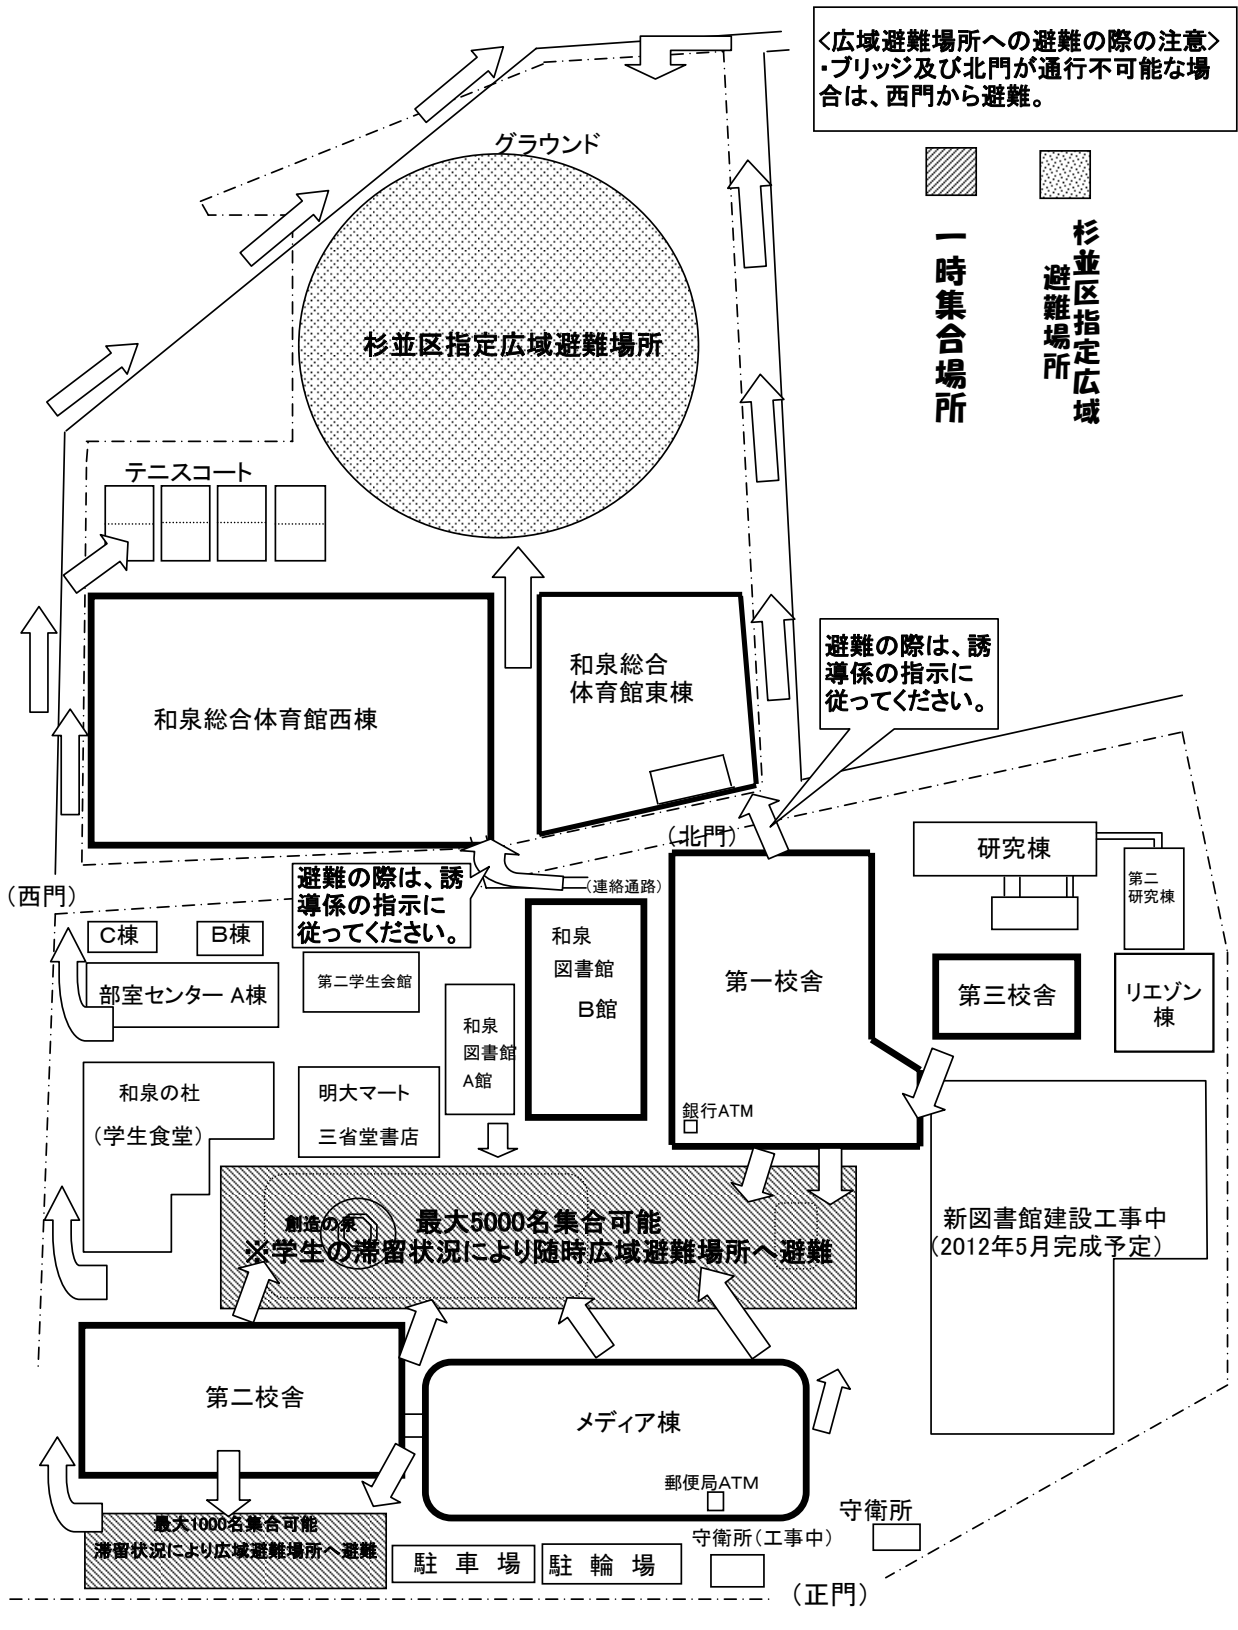 <広域避難場所への避難の際の注意>
・ブリッジ及び北門が通行不可能な場
合は、西門から避難。
グラウンド
杉並区指定広域避難場所
一時集合場所
杉並区指定広域
避難場所
テニスコート
和泉総合体育館西棟
和泉総合
体育館東棟
避難の際は、誘
導係の指示に
従ってください。
(北門)
研究棟
第二
研究棟
(西門)
避難の際は、誘
導係の指示に
従ってください。
(連絡通路)
C棟
B棟
部室センター A棟
第二学生会館
和泉
図書館
B館
第一校舎
第三校舎
リエゾン
棟
和泉
図書館
A館
和泉の杜
(学生食堂)
明大マート
三省堂書店
銀行ATM
創造の泉
最大5000名集合可能
※学生の滞留状況により随時広域避難場所へ避難
新図書館建設工事中
(2012年5月完成予定)
第二校舎
メディア棟
郵便局ATM
最大1000名集合可能
滞留状況により広域避難場所へ避難
駐車場
駐輪場
守衛所(工事中)
守衛所
(正門)